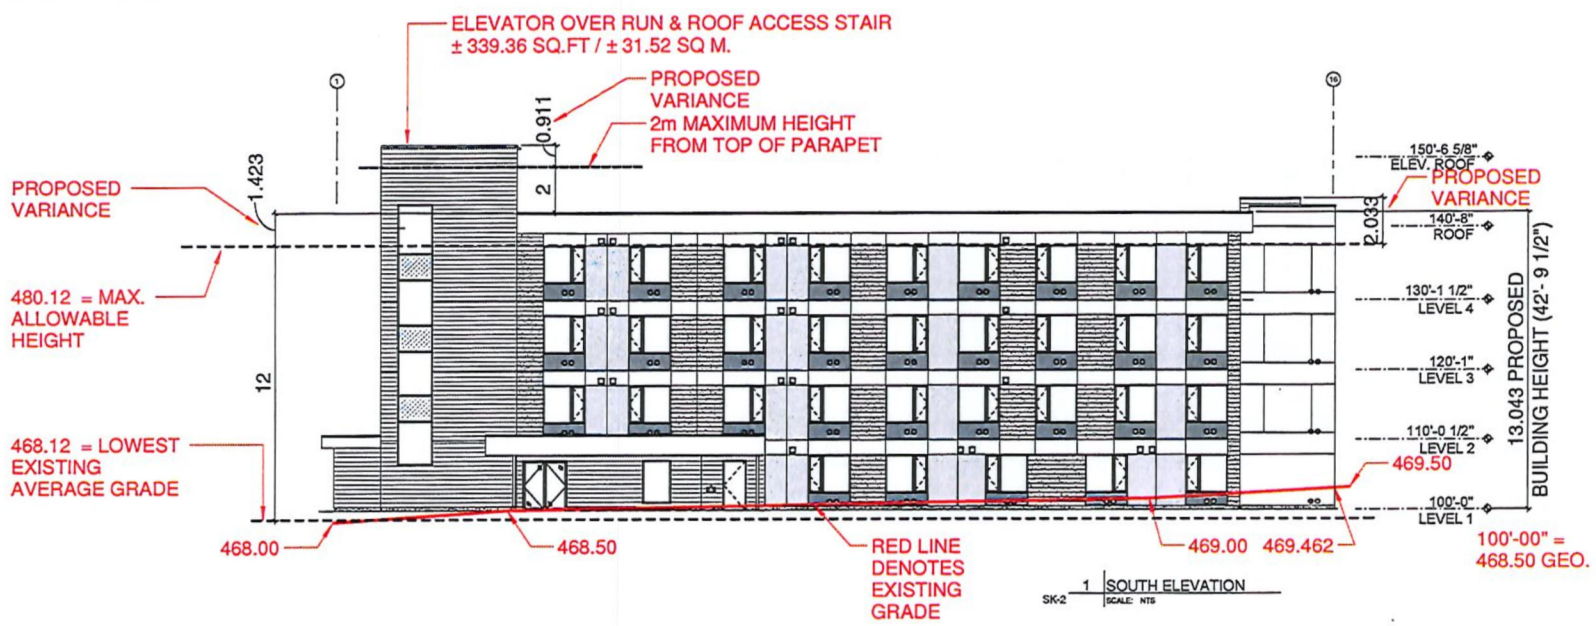 ELEVATOR OVER RUN & ROOF ACCESS STAIR
± 339.36 SQ.FT / ± 31.52 SQ M.
1
16
PROPOSED
VARIANCE
0.911
2m MAXIMUM HEIGHT
FROM TOP OF PARAPET
2
1.423
PROPOSED
VARIANCE
150'-6 5/8"
ELEV. ROOF
PROPOSED
VARIANCE
2.033
140'-8"
ROOF
480.12 = MAX.
ALLOWABLE
HEIGHT
12
130'-1 1/2"
LEVEL 4
120'-1"
LEVEL 3
110'-0 1/2"
LEVEL 2
13.043 PROPOSED
BUILDING HEIGHT (42'- 9 1/2")
468.12 = LOWEST
EXISTING
AVERAGE GRADE
469.50
100'-0"
LEVEL 1
100'-00" =
468.50 GEO.
468.00
468.50
RED LINE
DENOTES
EXISTING
GRADE
469.00
469.462
1
SOUTH ELEVATION
SK-2
SCALE: NTS